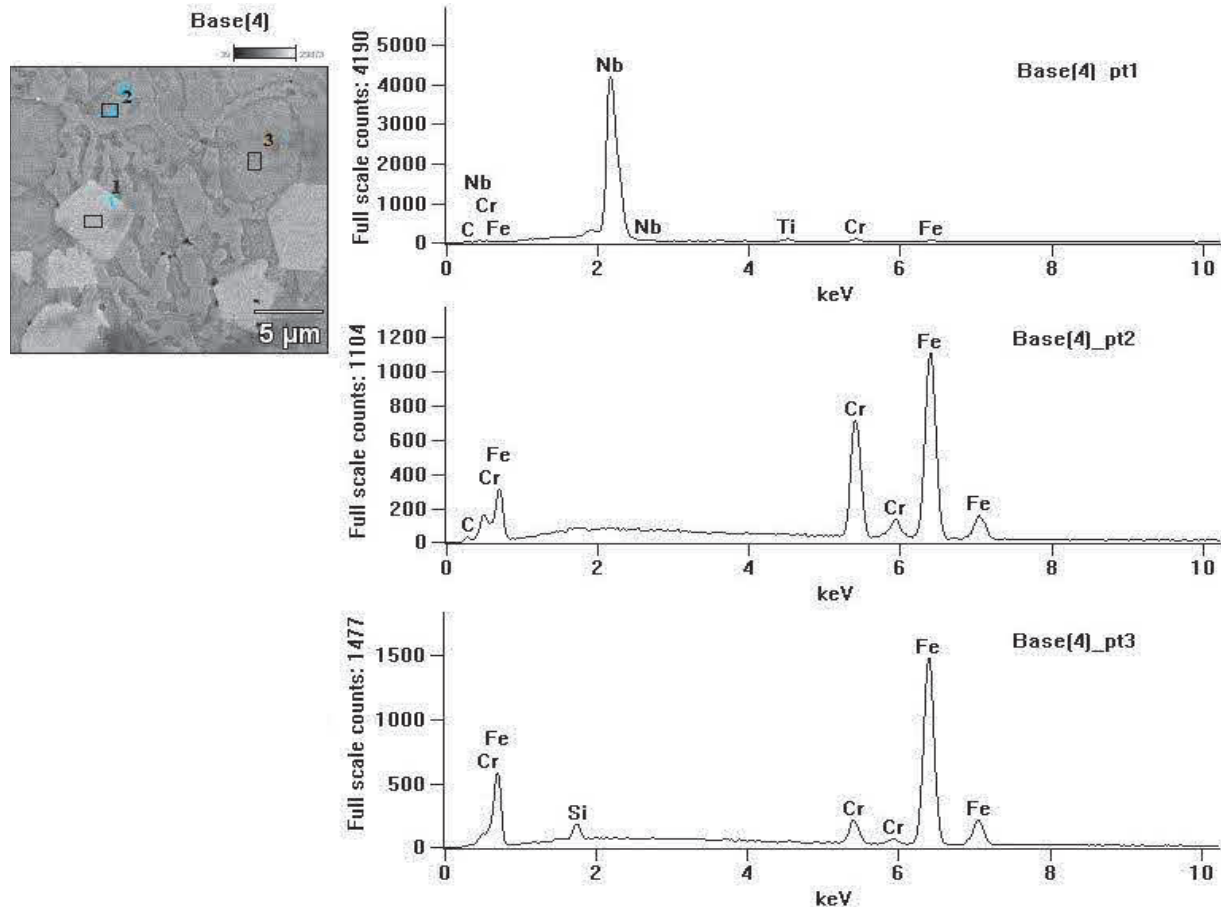 Base(4)
2
3
1
5 µm
Full scale counts: 4190
5000
4000
3000
2000
1000
0
Base(4)_pt1
Nb
Nb
Cr
C Fe
Nb
Ti
Cr
Fe
0 2 4 6 8 10
keV
Full scale counts: 1104
1200
1000
800
600
400
200
0
Base(4)_pt2
Fe
Cr
Fe
Cr
C
Cr
Fe
0 2 4 6 8 10
keV
Full scale counts: 1477
1500
1000
500
0
Base(4)_pt3
Fe
Fe
Cr
Si
Cr
Cr
Fe
0 2 4 6 8 10
keV